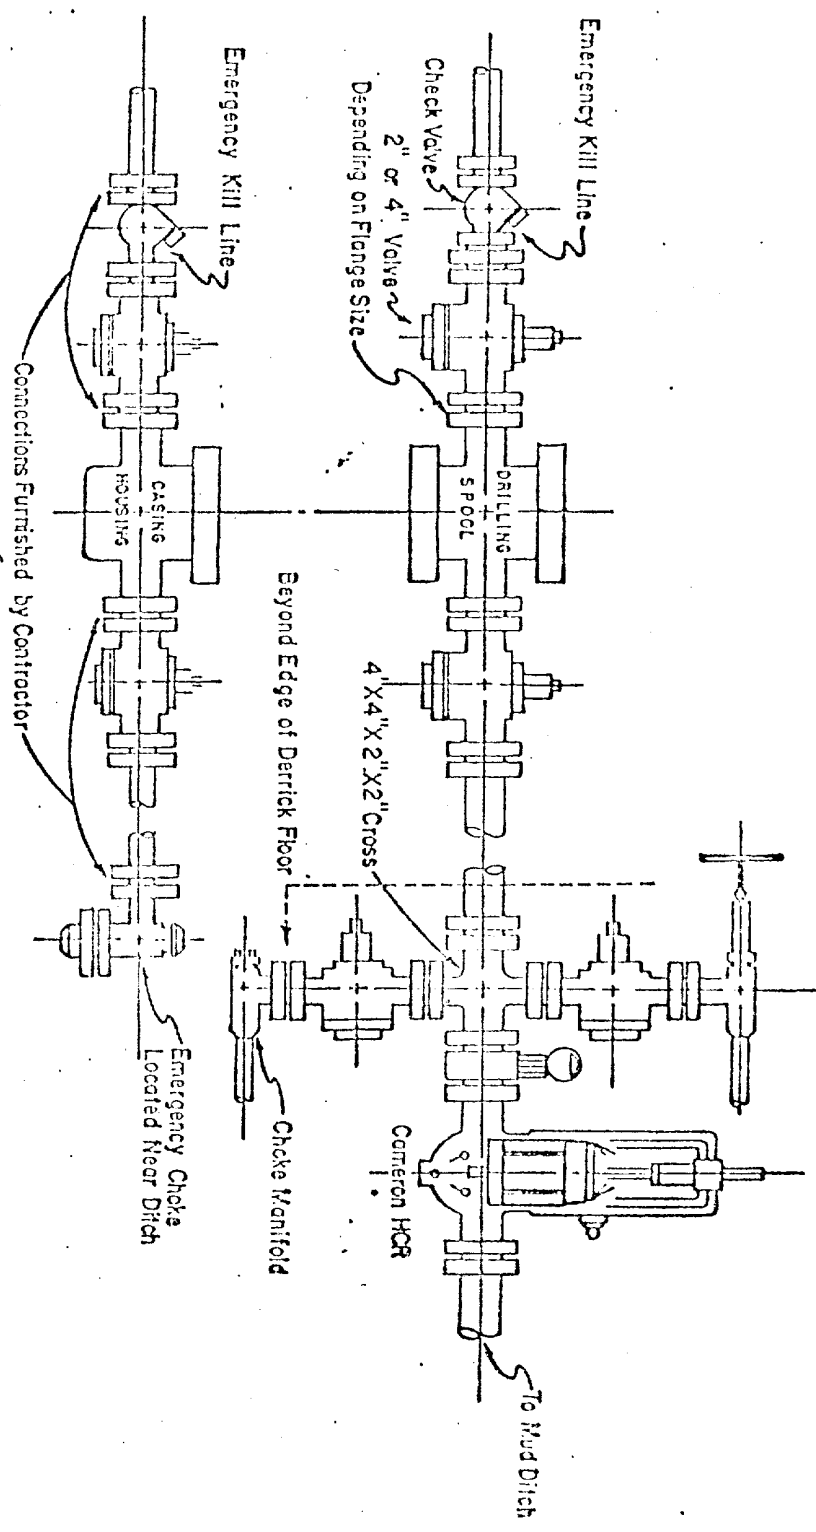 Emergency Kill Line
Check Valve
2" or 4" Valve
Depending on Flange Size
DRILLING
SPOOL
4"X4"X2"X2" Cross
Beyond Edge of Derrick Floor
Cameron HCR
To Mud Ditch
Choke Manifold
Emergency Kill Line
CASING
HOUSING
Connections Furnished by Contractor
Emergency Choke
Located Near Ditch